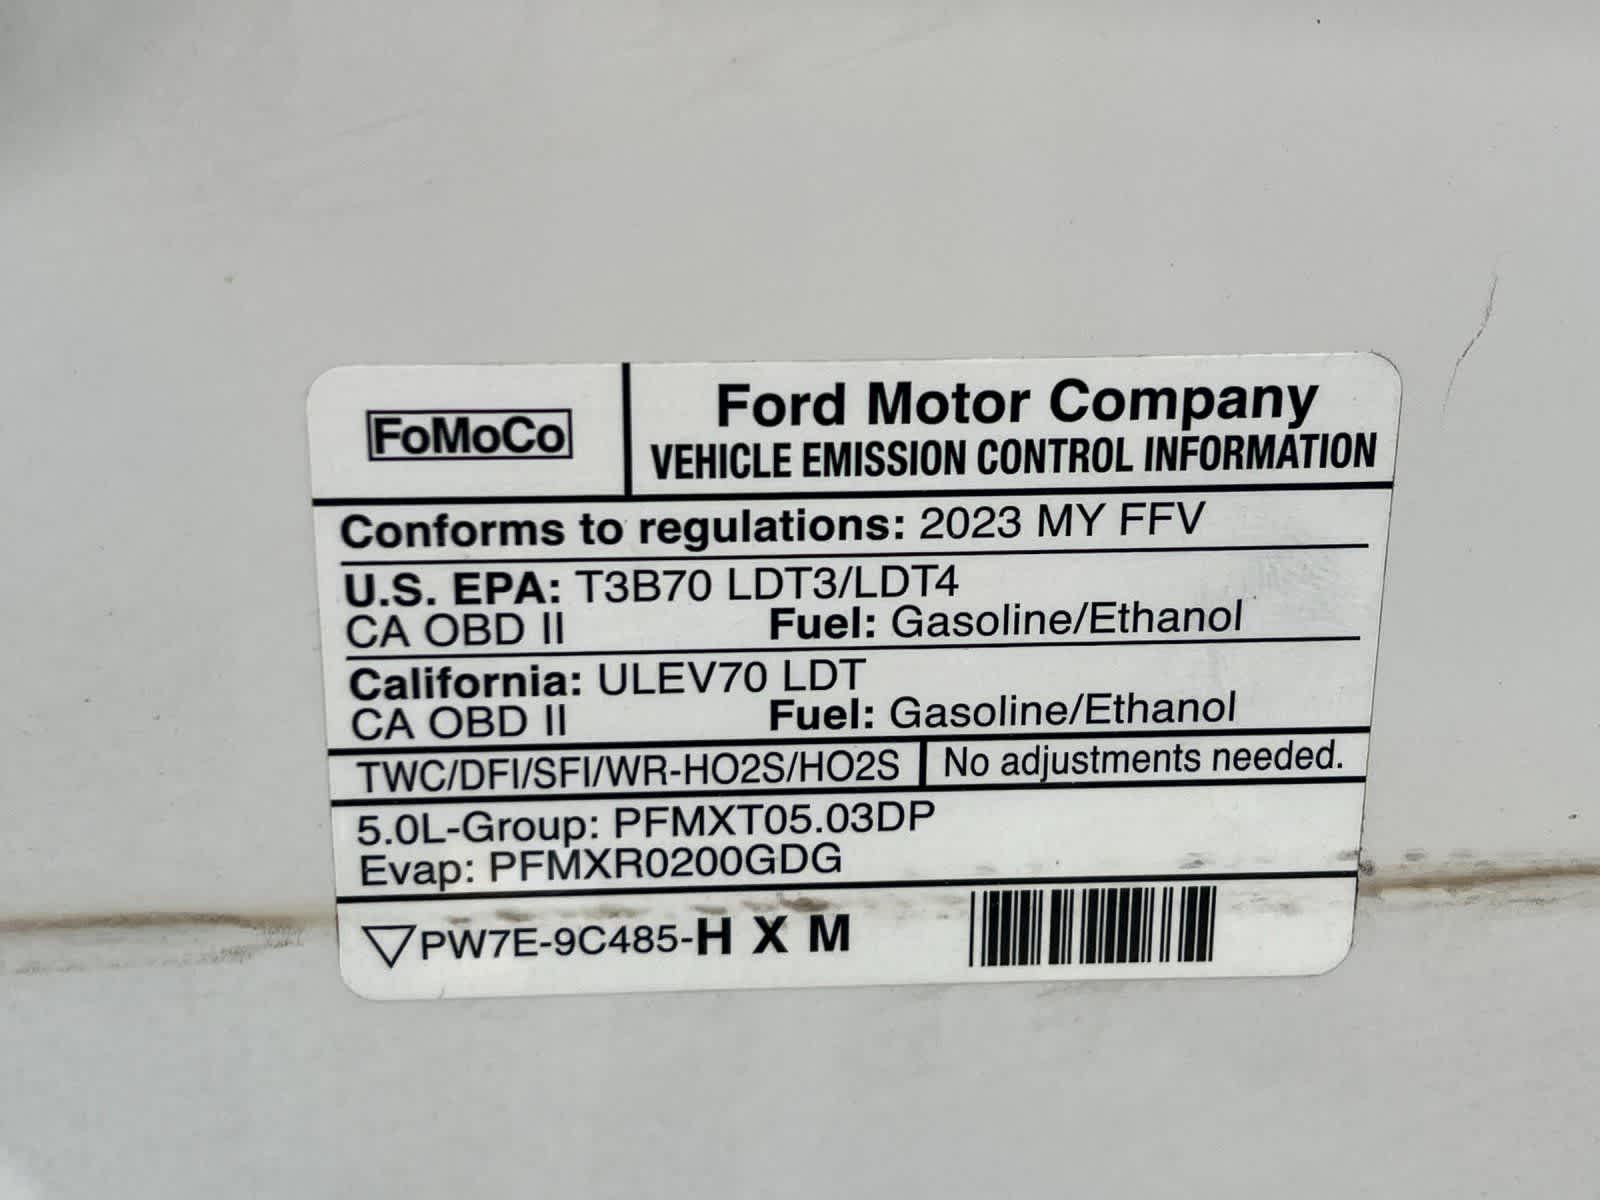 FoMoCo
Ford Motor Company
VEHICLE EMISSION CONTROL INFORMATION
Conforms to regulations: 2023 MY FFV
U.S. EPA: T3B70 LDT3/LDT4
CA OBD II Fuel: Gasoline/Ethanol
California: ULEV70 LDT
CA OBD II Fuel: Gasoline/Ethanol
TWC/DFI/SFI/WR-HO2S/HO2S No adjustments needed.
5.0L-Group: PFMXT05.03DP
Evap: PFMXR0200GDG
PW7E-9C485-H X M